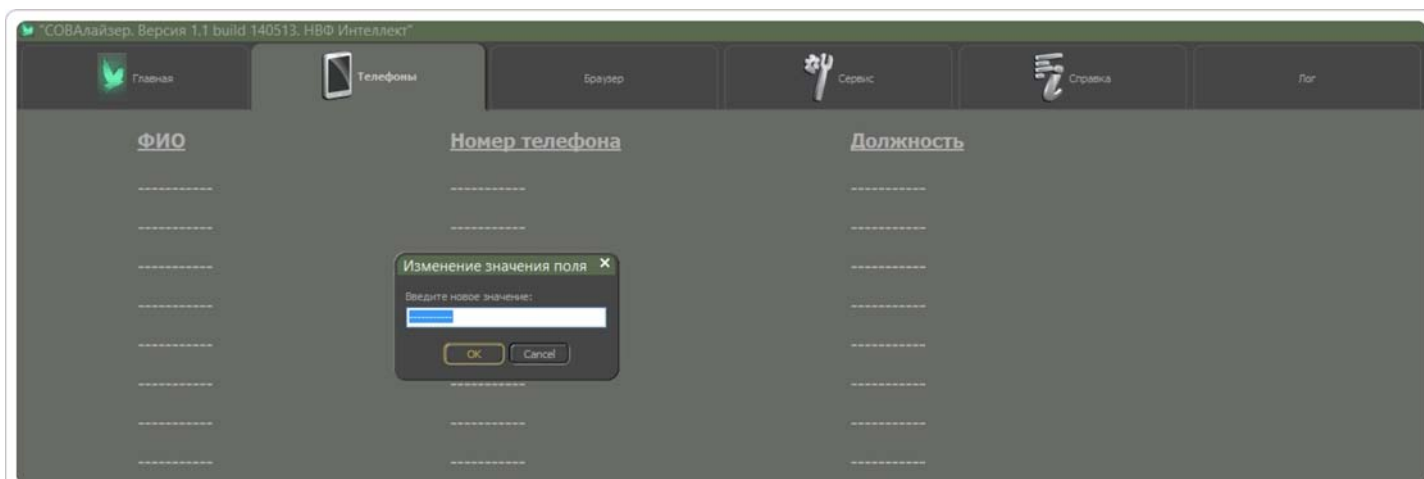 "СОВАлайзер. Версия 1,1 build 140513. НВФ Интеллект"
Главная Телефоны Браузер Сервис Справка Лог
ФИО Номер телефона Должность
----------- ----------- -----------
----------- ----------- -----------
Изменение значения поля ×
----------- -----------
Введите новое значение:
-----------
----------- -----------
----------- -----------
OK Cancel
----------- ----------- -----------
----------- ----------- -----------
----------- ----------- -----------